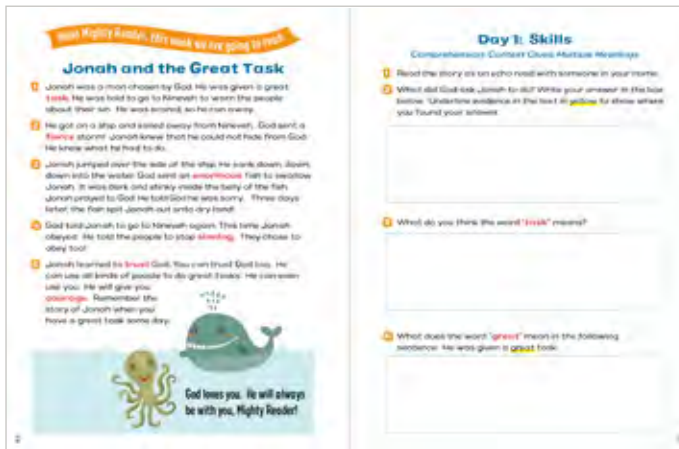 Hello Mighty Reader, this week we are going to read:
Jonah and the Great Task
1 Jonah was a man chosen by God. He was given a great
task. He was told to go to Nineveh to warn the people
about their sin. He was scared, so he ran away.
2 He got on a ship and sailed away from Nineveh. God sent a
fierce storm! Jonah knew that he could not hide from God.
He knew what he had to do.
3 Jonah jumped over the side of the ship. He sank down, down,
down into the water. God sent an enormous fish to swallow
Jonah. It was dark and stinky inside the belly of the fish.
Jonah prayed to God. He told God he was sorry. Three days
later, the fish spit Jonah out onto dry land!
4 God told Jonah to go to Nineveh again. This time Jonah
obeyed. He told the people to stop sinning. They chose to
obey too!
5 Jonah learned to trust God. You can trust God too. He
can use all kinds of people to do great tasks. He can even
use you. He will give you
courage. Remember the
story of Jonah when you
have a great task some day.
God loves you. He will always
be with you, Mighty Reader!
Day 1: Skills
Comprehension Context Clues Multiple Meanings
1 Read the story as an echo read with someone in your home.
2 What did God ask Jonah to do? Write your answer in the box
below. Underline evidence in the text in yellow to show where
you found your answer.
3 What do you think the word "task" means?
4 What does the word "great" mean in the following
sentence: He was given a great task.